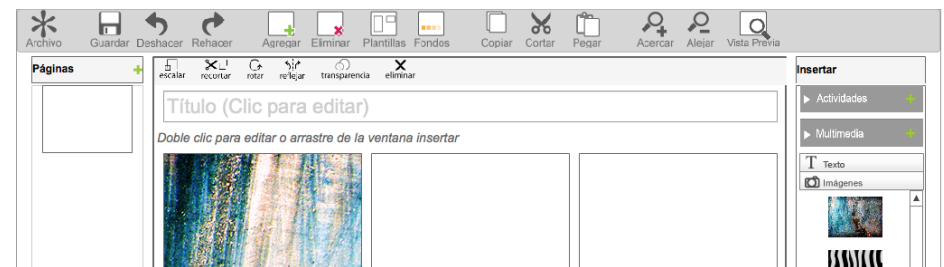 Archivo Guardar Deshacer Rehacer Agregar Eliminar Plantillas Fondos Copiar Cortar Pegar Acercar Alejar Vista Previa
Páginas
escalar recortar rotar reflejar transparencia eliminar
Insertar
Título (Clic para editar)
Doble clic para editar o arrastre de la ventana insertar
Actividades
Multimedia
T Texto
Imágenes